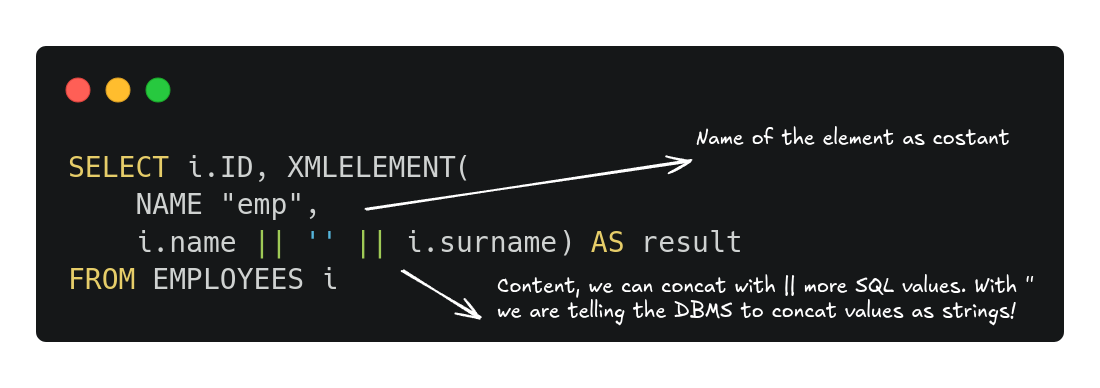 Name of the element as costant
SELECT i.ID, XMLELEMENT(
    NAME "emp",
    i.name || '' || i.surname) AS result
FROM EMPLOYEES i
Content, we can concat with || more SQL values. With "
we are telling the DBMS to concat values as strings!